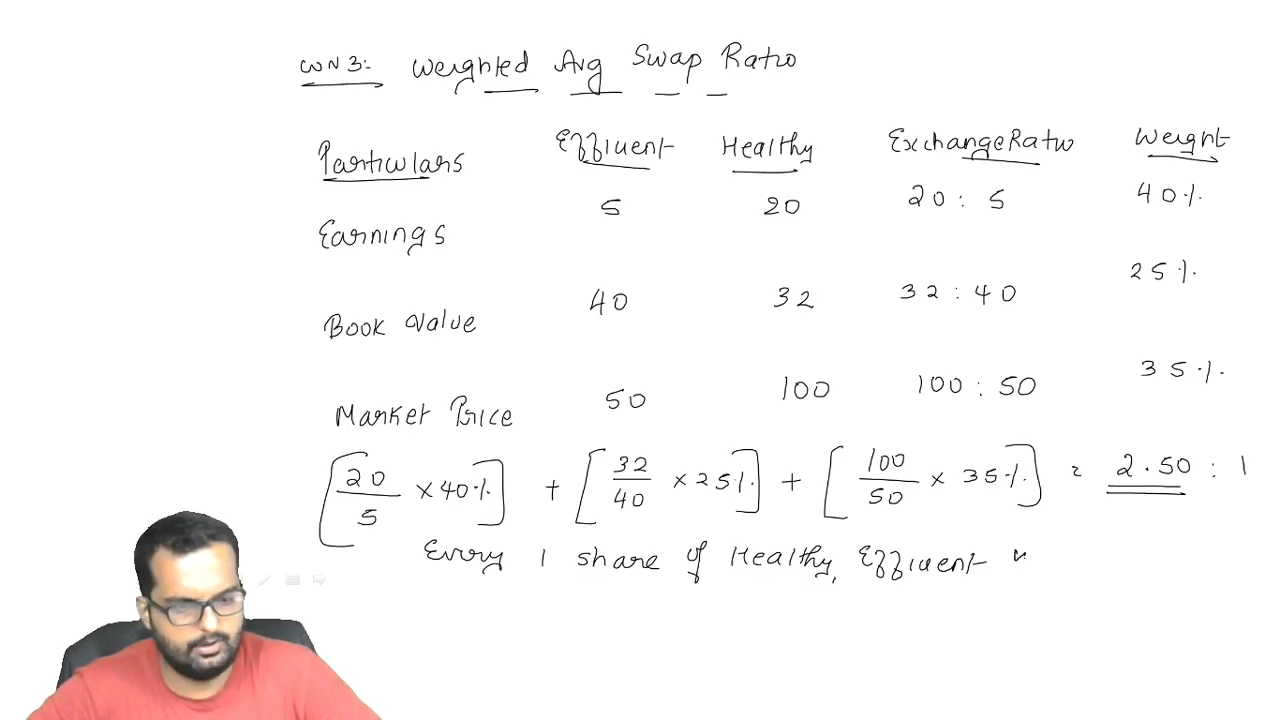 WN 3:- Weighted Avg Swap Ratio
Particulars Efficient Healthy Exchange Ratio Weight
Earnings 5 20 20 : 5 40%
Book Value 40 32 32 : 40 25%
Market Price 50 100 100 : 50 35%
[20/5 × 40%] + [32/40 × 25%] + [100/50 × 35%] = 2.50 : 1
Every 1 share of Healthy, Efficient